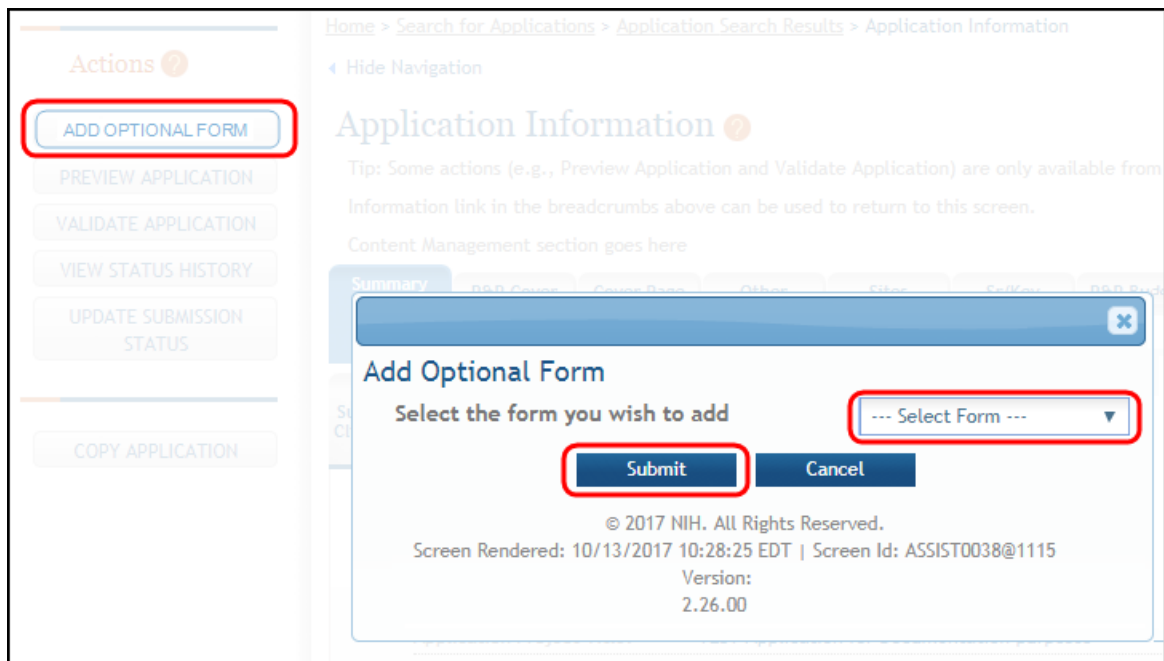 Home > Search for Applications > Application Search Results > Application Information
Actions ?
Hide Navigation
ADD OPTIONAL FORM
Application Information ?
PREVIEW APPLICATION
Tip: Some actions (e.g., Preview Application and Validate Application) are only available from
Information link in the breadcrumbs above can be used to return to this screen.
VALIDATE APPLICATION
Content Management section goes here
VIEW STATUS HISTORY
Summary R&R Cover Cover Page Other Sites Sr/Key R&R
UPDATE SUBMISSION
STATUS
Add Optional Form
Select the form you wish to add
--- Select Form ---
COPY APPLICATION
Submit Cancel
© 2017 NIH. All Rights Reserved.
Screen Rendered: 10/13/2017 10:28:25 EDT | Screen Id: ASSIST0038@1115
Version:
2.26.00